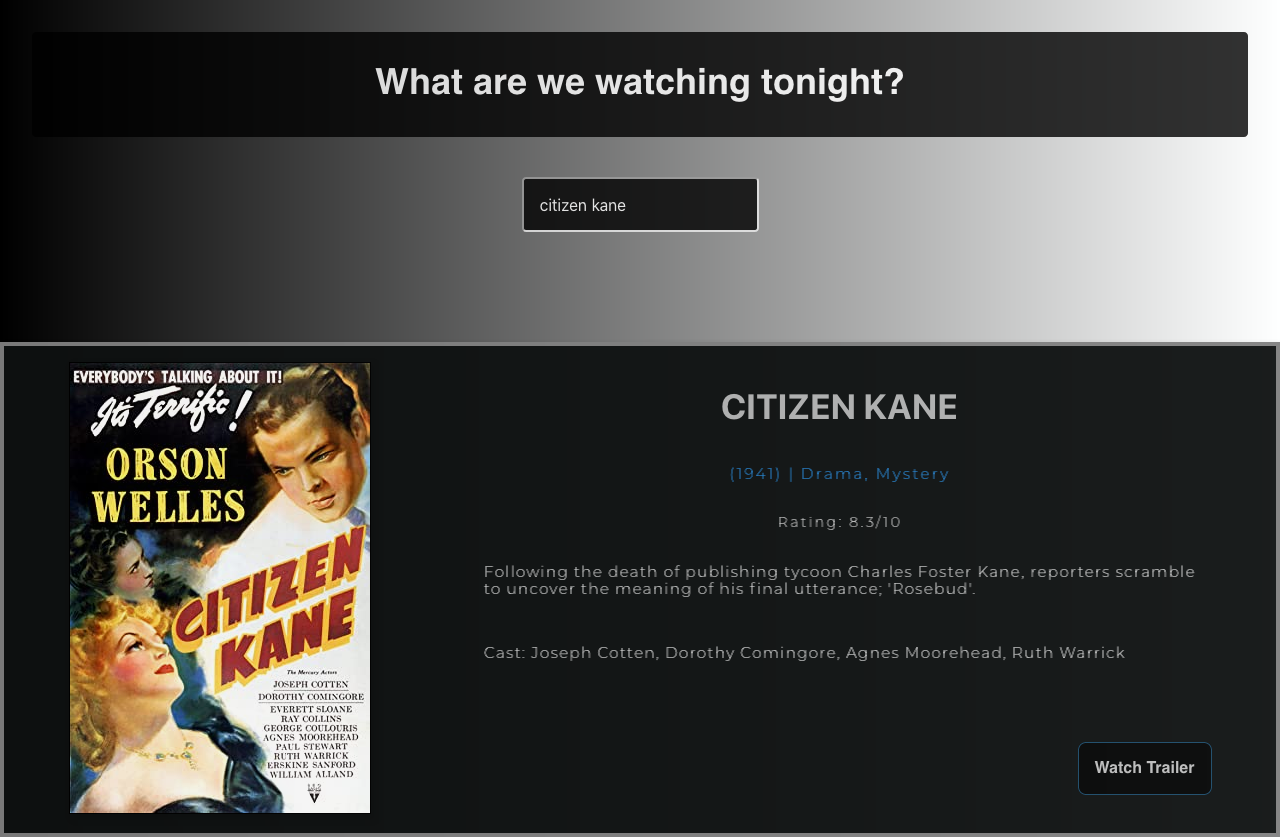 What are we watching tonight?
citizen kane
EVERYBODY'S TALKING ABOUT IT!
It's Terrific!
ORSON
WELLES
CITIZEN
KANE
The Mercury Actors
JOSEPH COTTEN
DOROTHY COMINGORE
EVERETT SLOANE
RAY COLLINS
GEORGE COULOURIS
AGNES MOOREHEAD
PAUL STEWART
RUTH WARRICK
ERSKINE SANFORD
WILLIAM ALLAND
CITIZEN KANE
(1941) | Drama, Mystery
Rating: 8.3/10
Following the death of publishing tycoon Charles Foster Kane, reporters scramble
to uncover the meaning of his final utterance; 'Rosebud'.
Cast: Joseph Cotten, Dorothy Comingore, Agnes Moorehead, Ruth Warrick
Watch Trailer